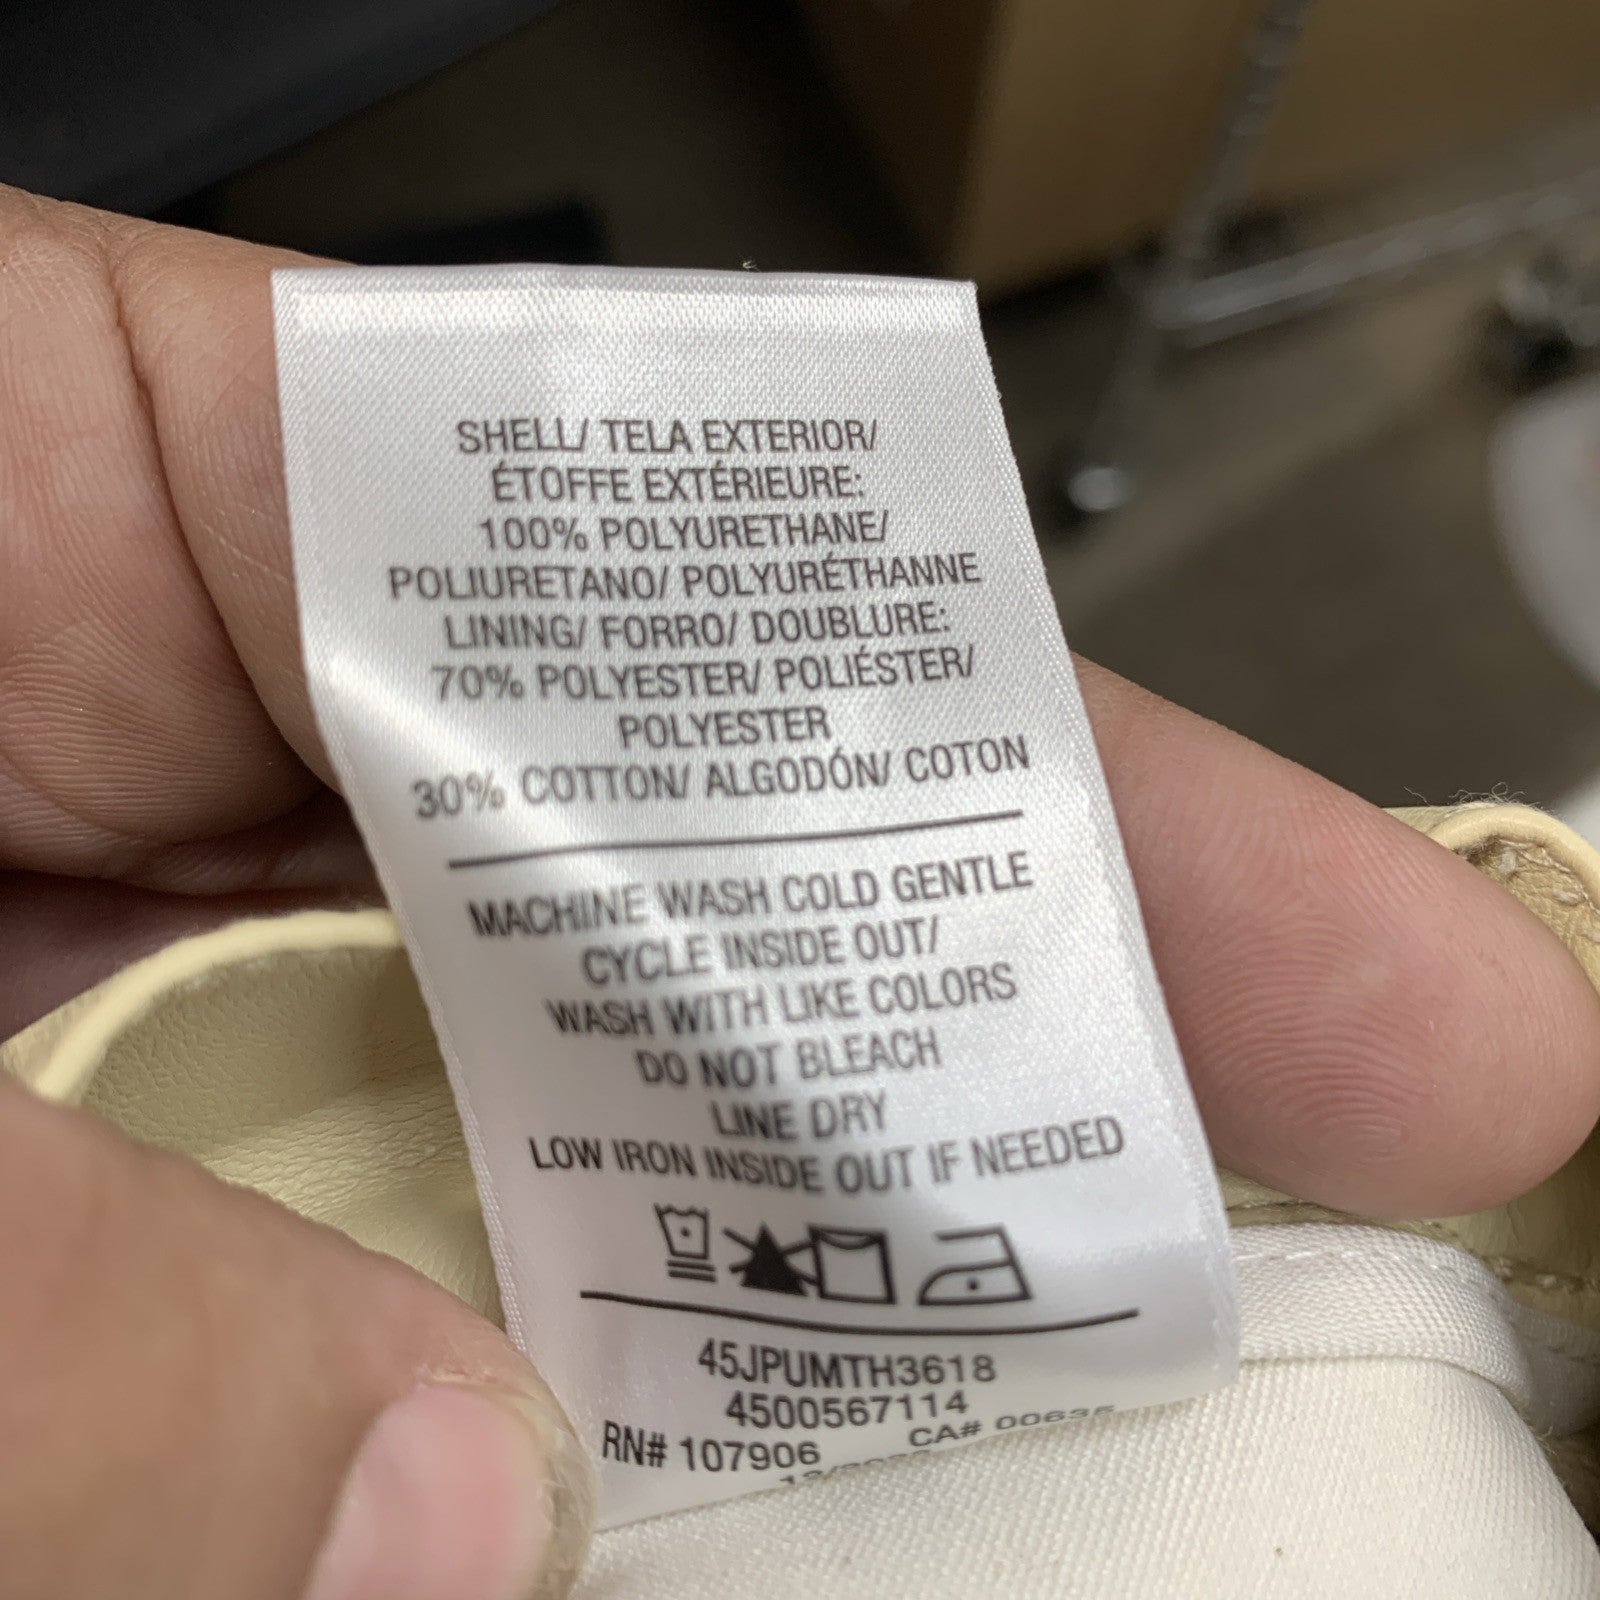 SHELL/ TELA EXTERIOR/
ÉTOFFE EXTÉRIEURE:
100% POLYURETHANE/
POLIURETANO/ POLYURÉTHANNE
LINING/ FORRO/ DOUBLURE:
70% POLYESTER/ POLIÉSTER/
POLYESTER
30% COTTON/ ALGODÓN/ COTON
MACHINE WASH COLD GENTLE
CYCLE INSIDE OUT/
WASH WITH LIKE COLORS
DO NOT BLEACH
LINE DRY
LOW IRON INSIDE OUT IF NEEDED
45JPUMTH3618
4500567114
RN# 107906 CA# 00635